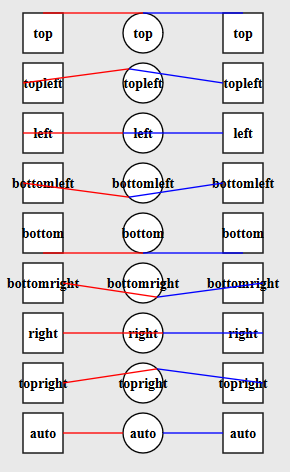 top top top
topleft topleft topleft
left left left
bottomleft bottomleft bottomleft
bottom bottom bottom
bottomright bottomright bottomright
right right right
topright topright topright
auto auto auto